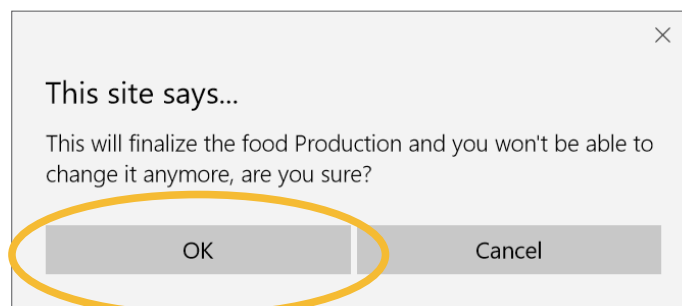 This site says...
This will finalize the food Production and you won't be able to
change it anymore, are you sure?
OK Cancel